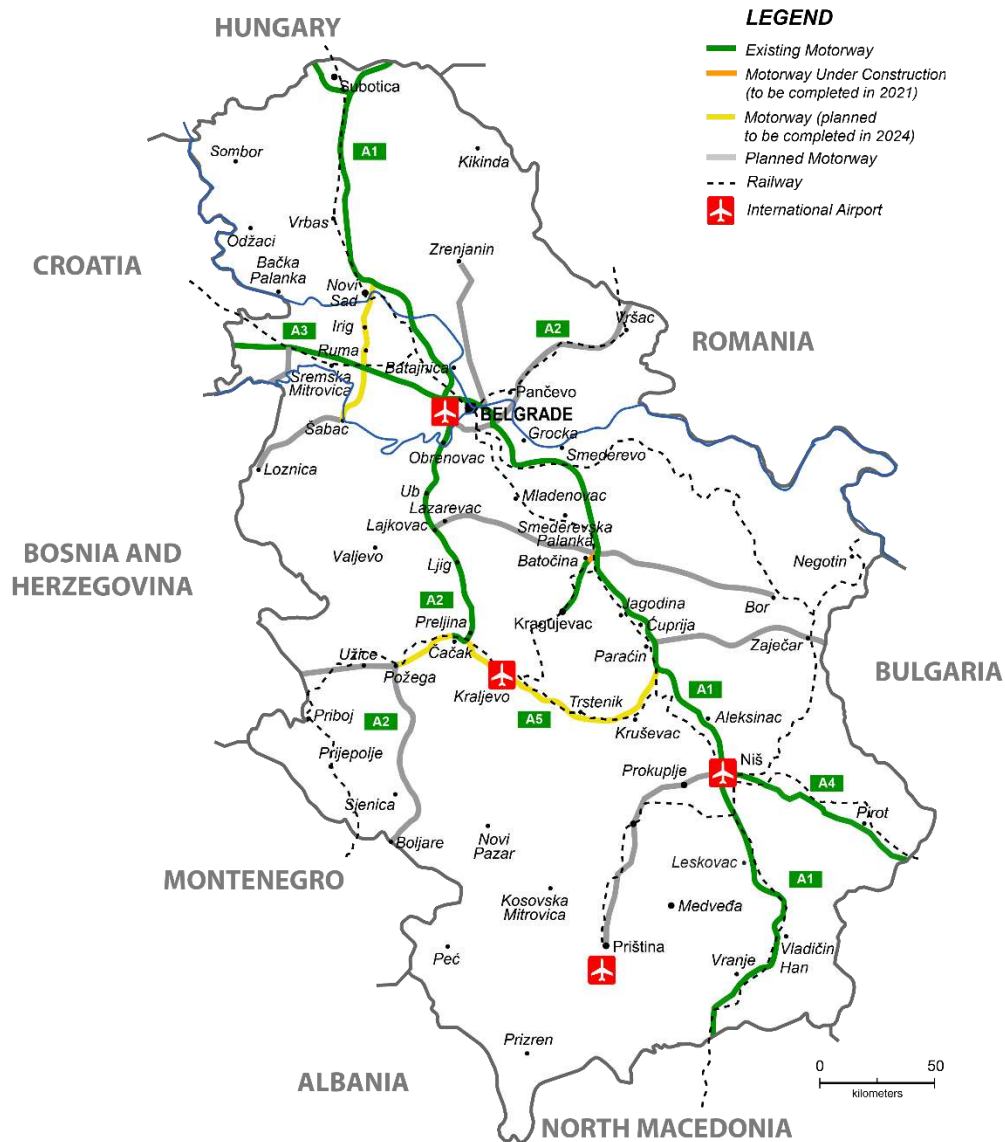 HUNGARY
LEGEND
Existing Motorway
Motorway Under Construction
(to be completed in 2021)
Motorway (planned
to be completed in 2024)
Planned Motorway
Railway
International Airport
Subotica
A1
Sombor
Kikinda
Vrbas
Odžaci
Zrenjanin
CROATIA
Bačka
Palanka
Novi
Sad
A3
Irig
A2
Vršac
ROMANIA
Ruma
Batajnica
Sremska
Mitrovica
Pančevo
BELGRADE
Šabac
Grocka
Obrenovac
Smederevo
Loznica
Ub
Mladenovac
Lazarevac
Lajkovac
Smederevska
Palanka
BOSNIA AND
HERZEGOVINA
Valjevo
Ljig
Batočina
Negotin
A2
Jagodina
Bor
Preljina
Kragujevac
Ćuprija
Čačak
Paraćin
Zaječar
Užice
Požega
BULGARIA
Kraljevo
A1
Trstenik
Priboj
A2
A5
Kruševac
Aleksinac
Prijepolje
Niš
Prokuplje
A4
Sjenica
Pirot
Boljare
Novi
Pazar
Leskovac
MONTENEGRO
A1
Kosovska
Mitrovica
Medveđa
Peć
Priština
Vladičin
Han
Vranje
Prizren
0 50
kilometers
ALBANIA
NORTH MACEDONIA